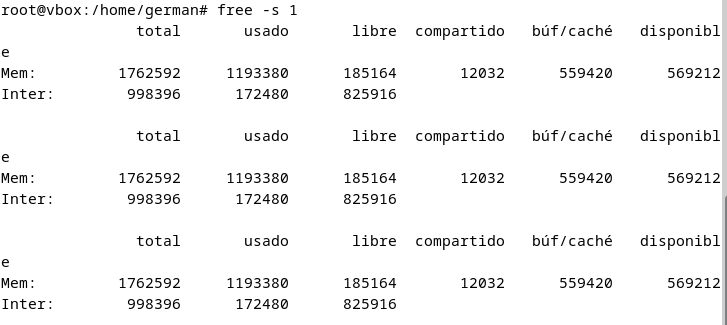 root@vbox:/home/german# free -s 1
               total       usado       libre  compartido   búf/caché   disponibl
e
Mem:         1762592     1193380      185164       12032      559420      569212
Inter:        998396      172480      825916

               total       usado       libre  compartido   búf/caché   disponibl
e
Mem:         1762592     1193380      185164       12032      559420      569212
Inter:        998396      172480      825916

               total       usado       libre  compartido   búf/caché   disponibl
e
Mem:         1762592     1193380      185164       12032      559420      569212
Inter:        998396      172480      825916